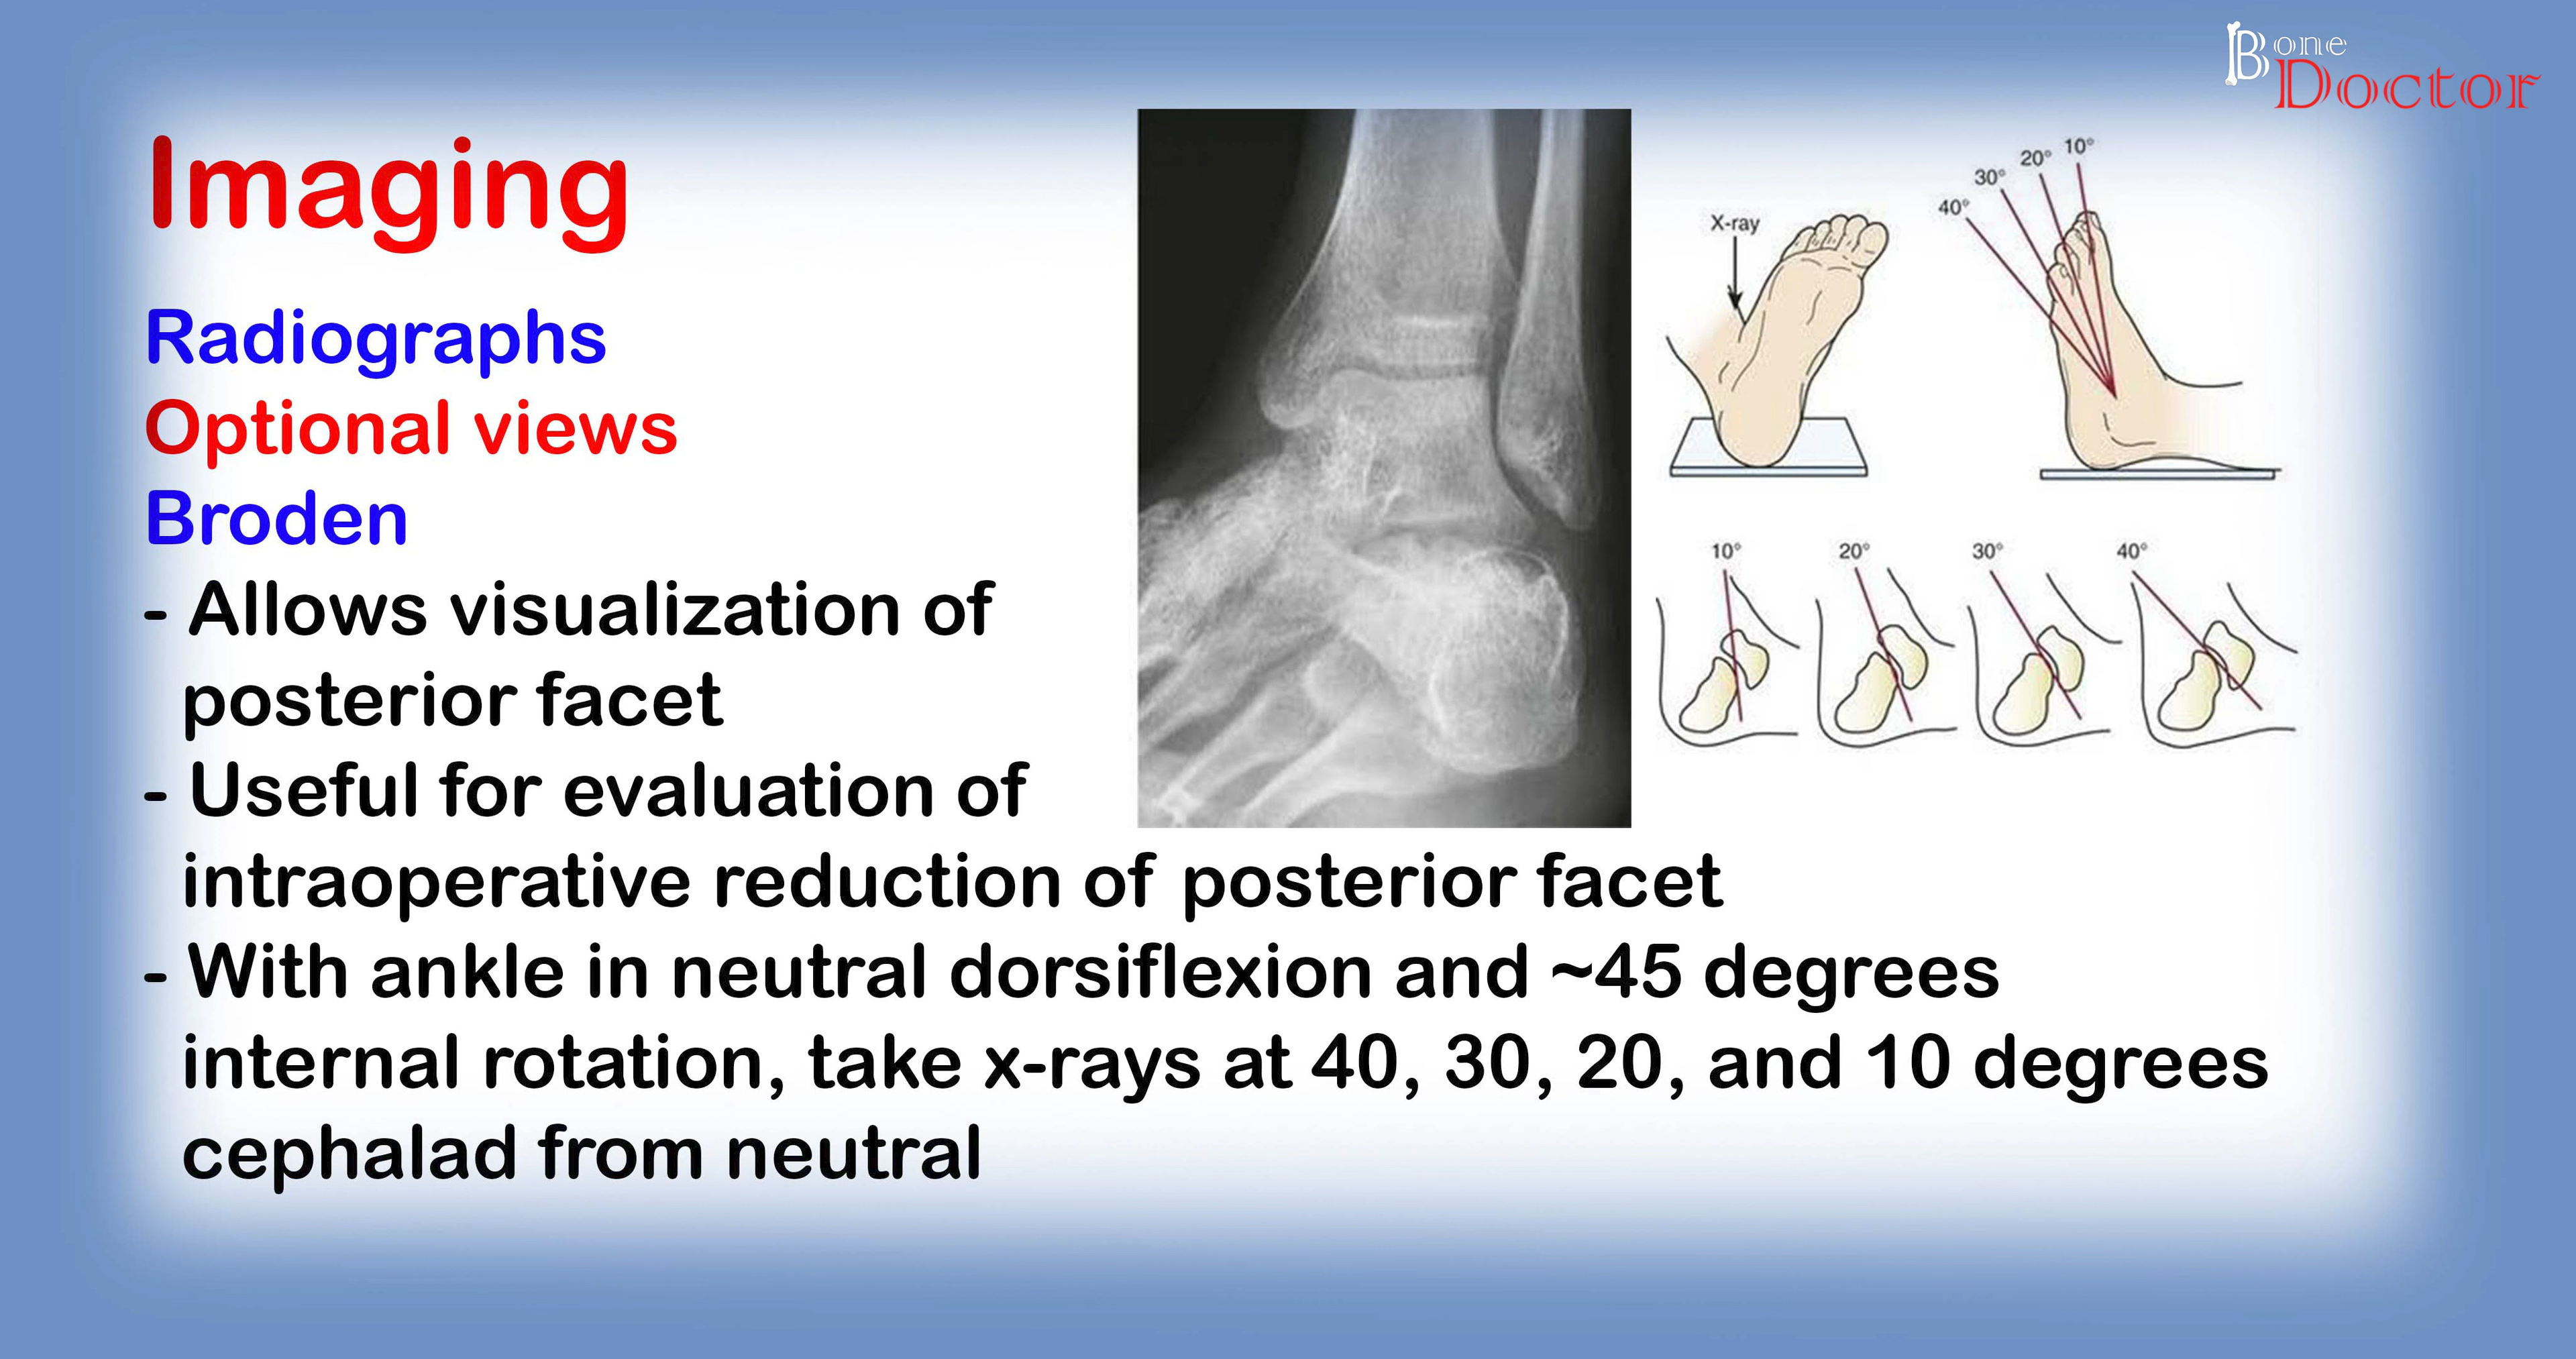 Bone
Doctor
Imaging
Radiographs
Optional views
Broden
- Allows visualization of
posterior facet
- Useful for evaluation of
intraoperative reduction of posterior facet
- With ankle in neutral dorsiflexion and ~45 degrees
internal rotation, take x-rays at 40, 30, 20, and 10 degrees
cephalad from neutral
X-ray
40° 30° 20° 10°
10° 20° 30° 40°